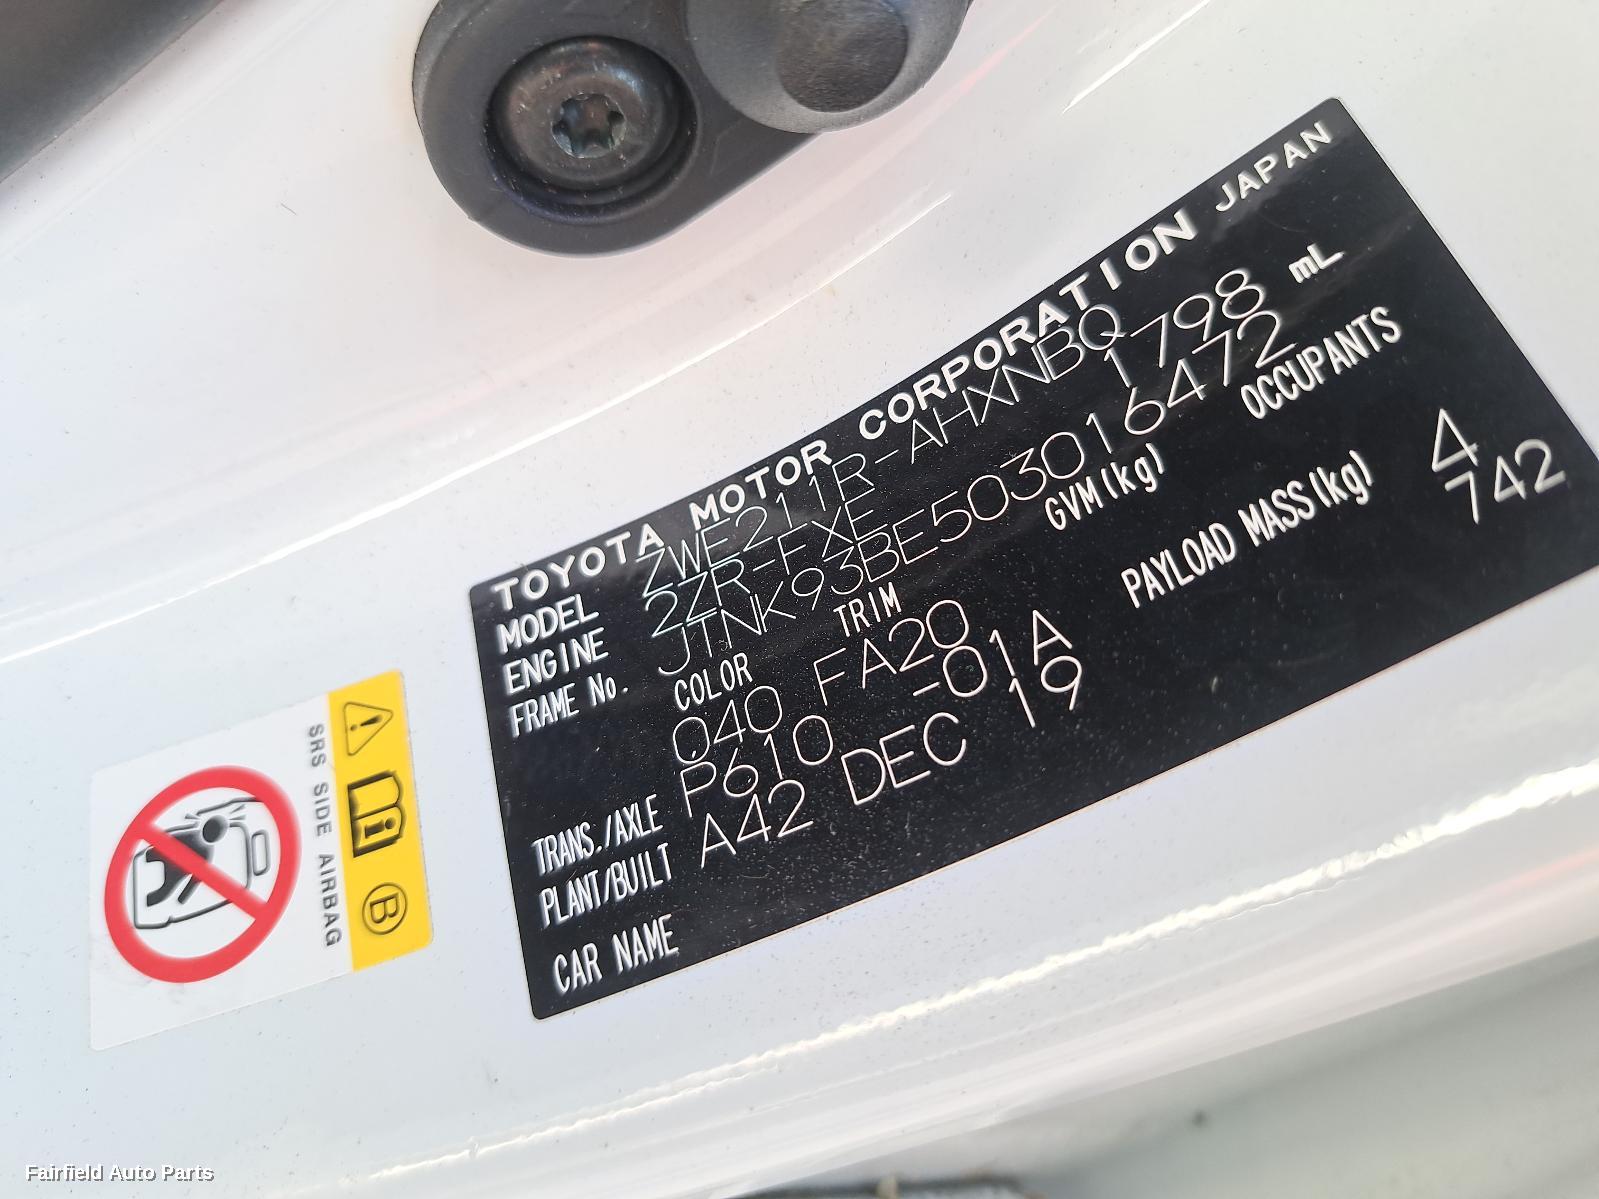 TOYOTA MOTOR CORPORATION JAPAN
MODEL ZWE211R-AHXNBQ
ENGINE 2ZR-FXE 1798 mL
FRAME No. JTNK93BE503016472
COLOR TRIM GVM(kg) OCCUPANTS
040 FA20 4
TRANS./AXLE P610 -01A PAYLOAD MASS(kg) 742
PLANT/BUILT A42 DEC 19
CAR NAME
SRS SIDE AIRBAG
i
B
Fairfield Auto Parts